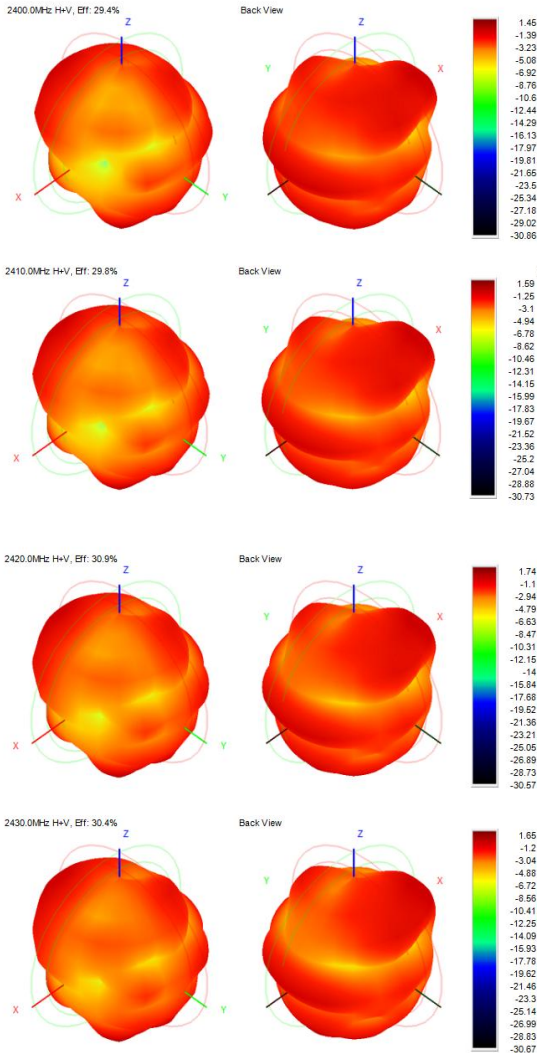 2400.0MHz H+V, Eff: 29.4%
Back View
Z
X
Y
Z
Y
X
1.45
-1.39
-3.23
-5.08
-6.92
-8.76
-10.6
-12.44
-14.29
-16.13
-17.97
-19.81
-21.65
-23.5
-25.34
-27.18
-29.02
-30.86
2410.0MHz H+V, Eff: 29.8%
Back View
Z
X
Y
Z
Y
X
1.59
-1.25
-3.1
-4.94
-6.78
-8.62
-10.46
-12.31
-14.15
-15.99
-17.83
-19.67
-21.52
-23.36
-25.2
-27.04
-28.88
-30.73
2420.0MHz H+V, Eff: 30.9%
Back View
Z
X
Y
Z
Y
X
1.74
-1.1
-2.94
-4.79
-6.63
-8.47
-10.31
-12.15
-14
-15.84
-17.68
-19.52
-21.36
-23.21
-25.05
-26.89
-28.73
-30.57
2430.0MHz H+V, Eff: 30.4%
Back View
Z
X
Y
Z
Y
X
1.65
-1.2
-3.04
-4.88
-6.72
-8.56
-10.41
-12.25
-14.09
-15.93
-17.78
-19.62
-21.46
-23.3
-25.14
-26.99
-28.83
-30.67